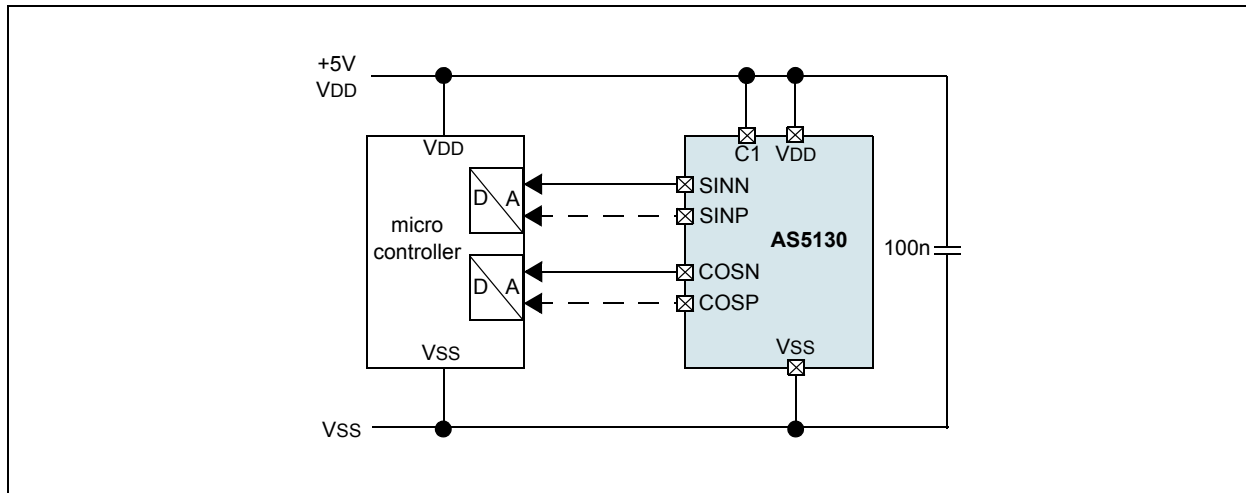 +5V
VDD
VDD
C1 VDD
D A
SINN
SINP
micro
controller
AS5130
100n
D A
COSN
COSP
VSS
VSS
VSS